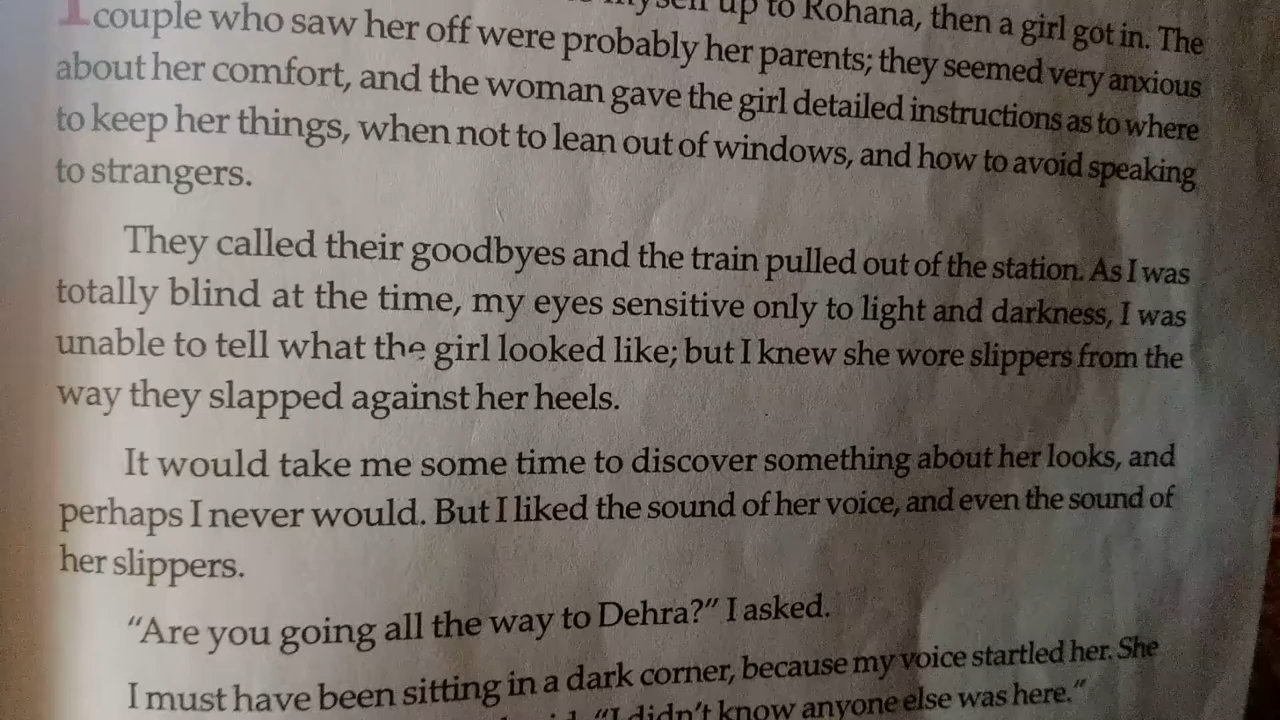 myself up to Rohana, then a girl got in. The
couple who saw her off were probably her parents; they seemed very anxious
about her comfort, and the woman gave the girl detailed instructions as to where
to keep her things, when not to lean out of windows, and how to avoid speaking
to strangers.
They called their goodbyes and the train pulled out of the station. As I was
totally blind at the time, my eyes sensitive only to light and darkness, I was
unable to tell what the girl looked like; but I knew she wore slippers from the
way they slapped against her heels.
It would take me some time to discover something about her looks, and
perhaps I never would. But I liked the sound of her voice, and even the sound of
her slippers.
“Are you going all the way to Dehra?” I asked.
I must have been sitting in a dark corner, because my voice startled her. She
“I didn’t know anyone else was here.”